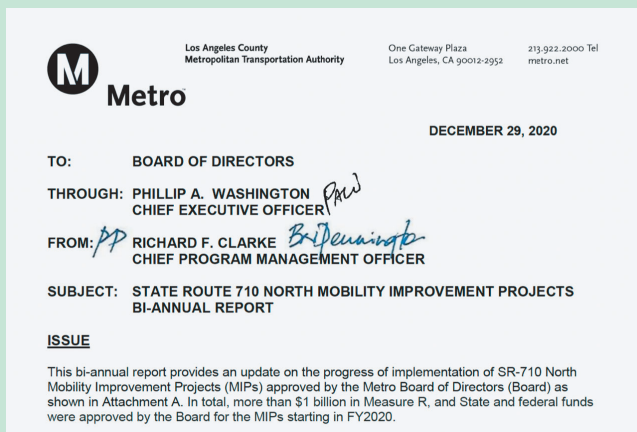 M
Metro
Los Angeles County
Metropolitan Transportation Authority
One Gateway Plaza
Los Angeles, CA 90012-2952
213.922.2000 Tel
metro.net
DECEMBER 29, 2020
TO: BOARD OF DIRECTORS
THROUGH: PHILLIP A. WASHINGTON PAW
CHIEF EXECUTIVE OFFICER
FROM: PP RICHARD F. CLARKE
CHIEF PROGRAM MANAGEMENT OFFICER
SUBJECT: STATE ROUTE 710 NORTH MOBILITY IMPROVEMENT PROJECTS
BI-ANNUAL REPORT
ISSUE
This bi-annual report provides an update on the progress of implementation of SR-710 North
Mobility Improvement Projects (MIPs) approved by the Metro Board of Directors (Board) as
shown in Attachment A. In total, more than $1 billion in Measure R, and State and federal funds
were approved by the Board for the MIPs starting in FY2020.